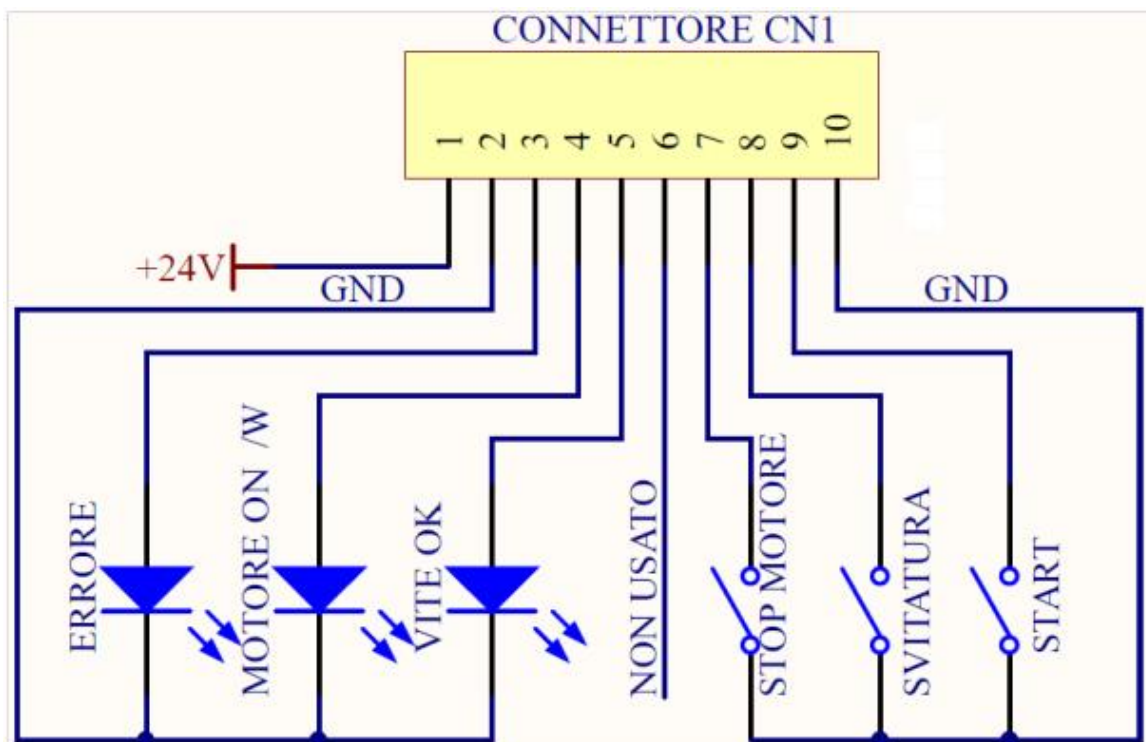 CONNETTORE CN1
1 2 3 4 5 6 7 8 9 10
+24V
GND
GND
ERRORE
MOTORE ON /W
VITE OK
NON USATO
STOP MOTORE
SVITATURA
START